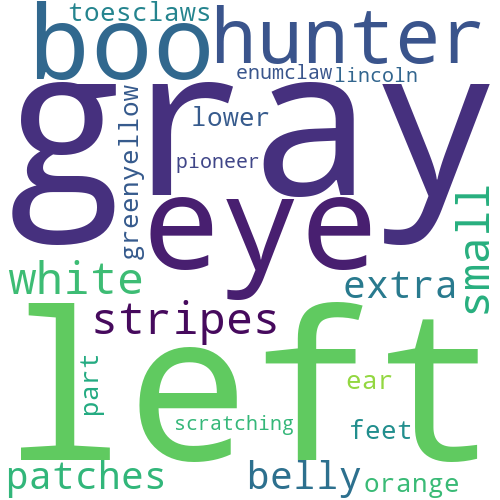 toesclaws
boo
hunter
enumclaw
lincoln
gray
greenyellow
lower
pioneer
eye
small
white
extra
stripes
left
part
ear
scratching
feet
patches
belly
orange